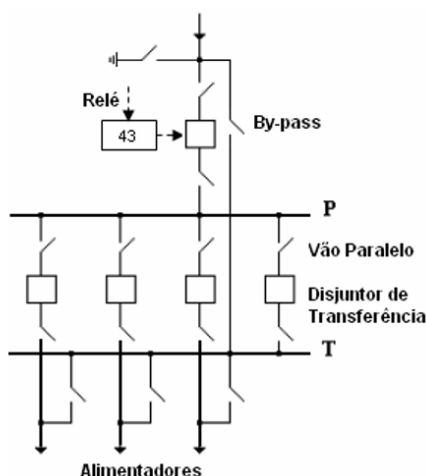 Relé
43
By-pass
P
Vão Paralelo
Disjuntor de
Transferência
T
Alimentadores